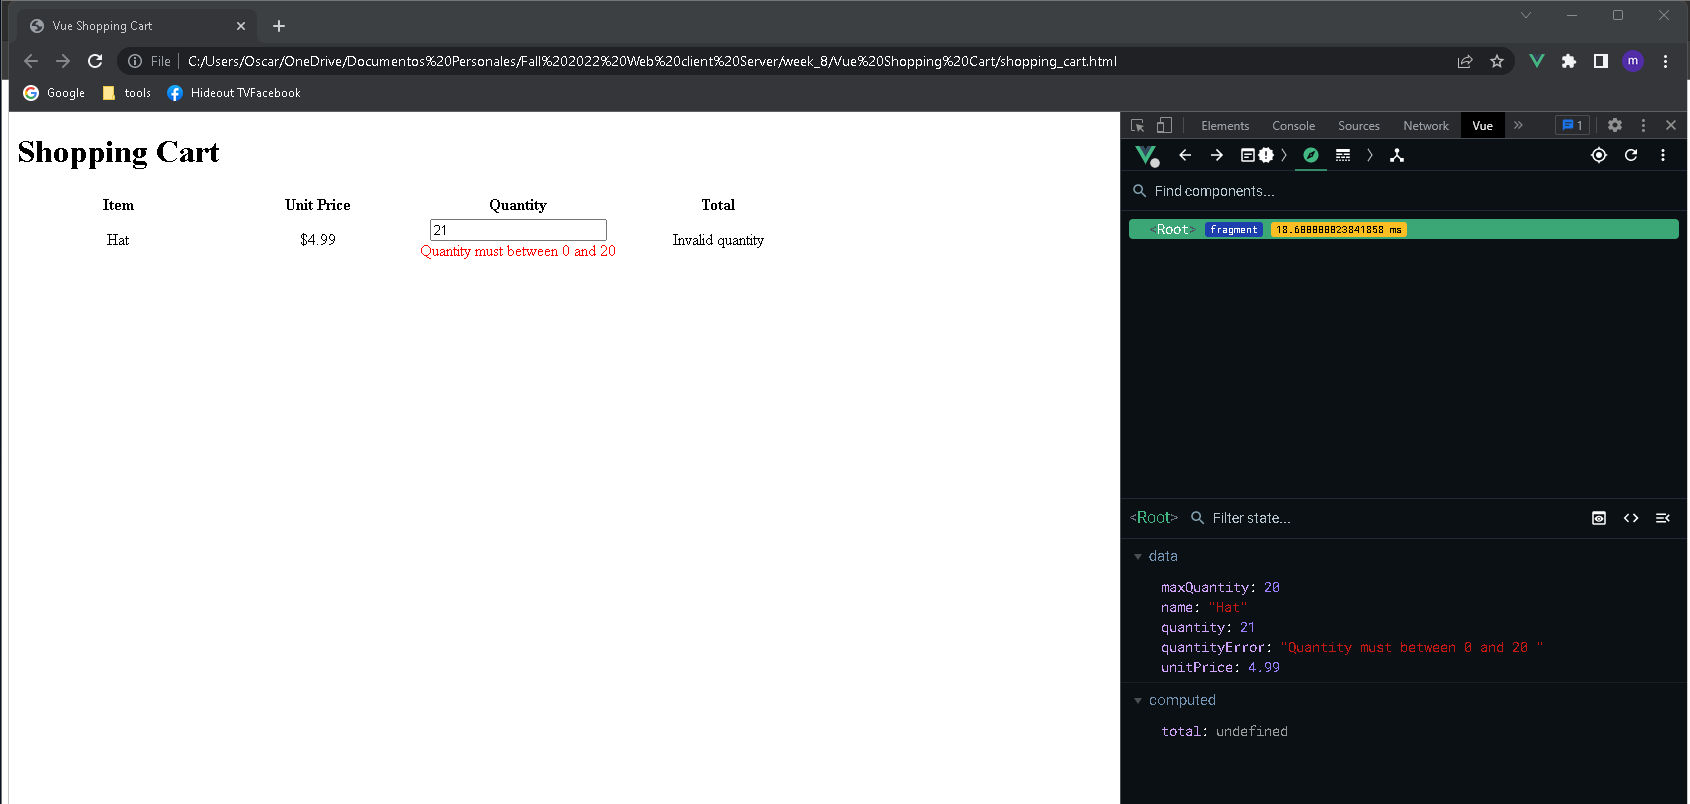 Vue Shopping Cart
File
C:/Users/Oscar/OneDrive/Documentos%20Personales/Fall%202022%20Web%20client%20Server/week_8/Vue%20Shopping%20Cart/shopping_cart.html
m
Google tools Hideout TVFacebook
Elements Console Sources Network Vue 1
Shopping Cart
Find components...
Item Unit Price Quantity Total
<Root> fragment 18.600000023841858 ms
21
Hat $4.99 Invalid quantity
Quantity must between 0 and 20
<Root> Filter state...
data
maxQuantity: 20
name: "Hat"
quantity: 21
quantityError: "Quantity must between 0 and 20 "
unitPrice: 4.99
computed
total: undefined